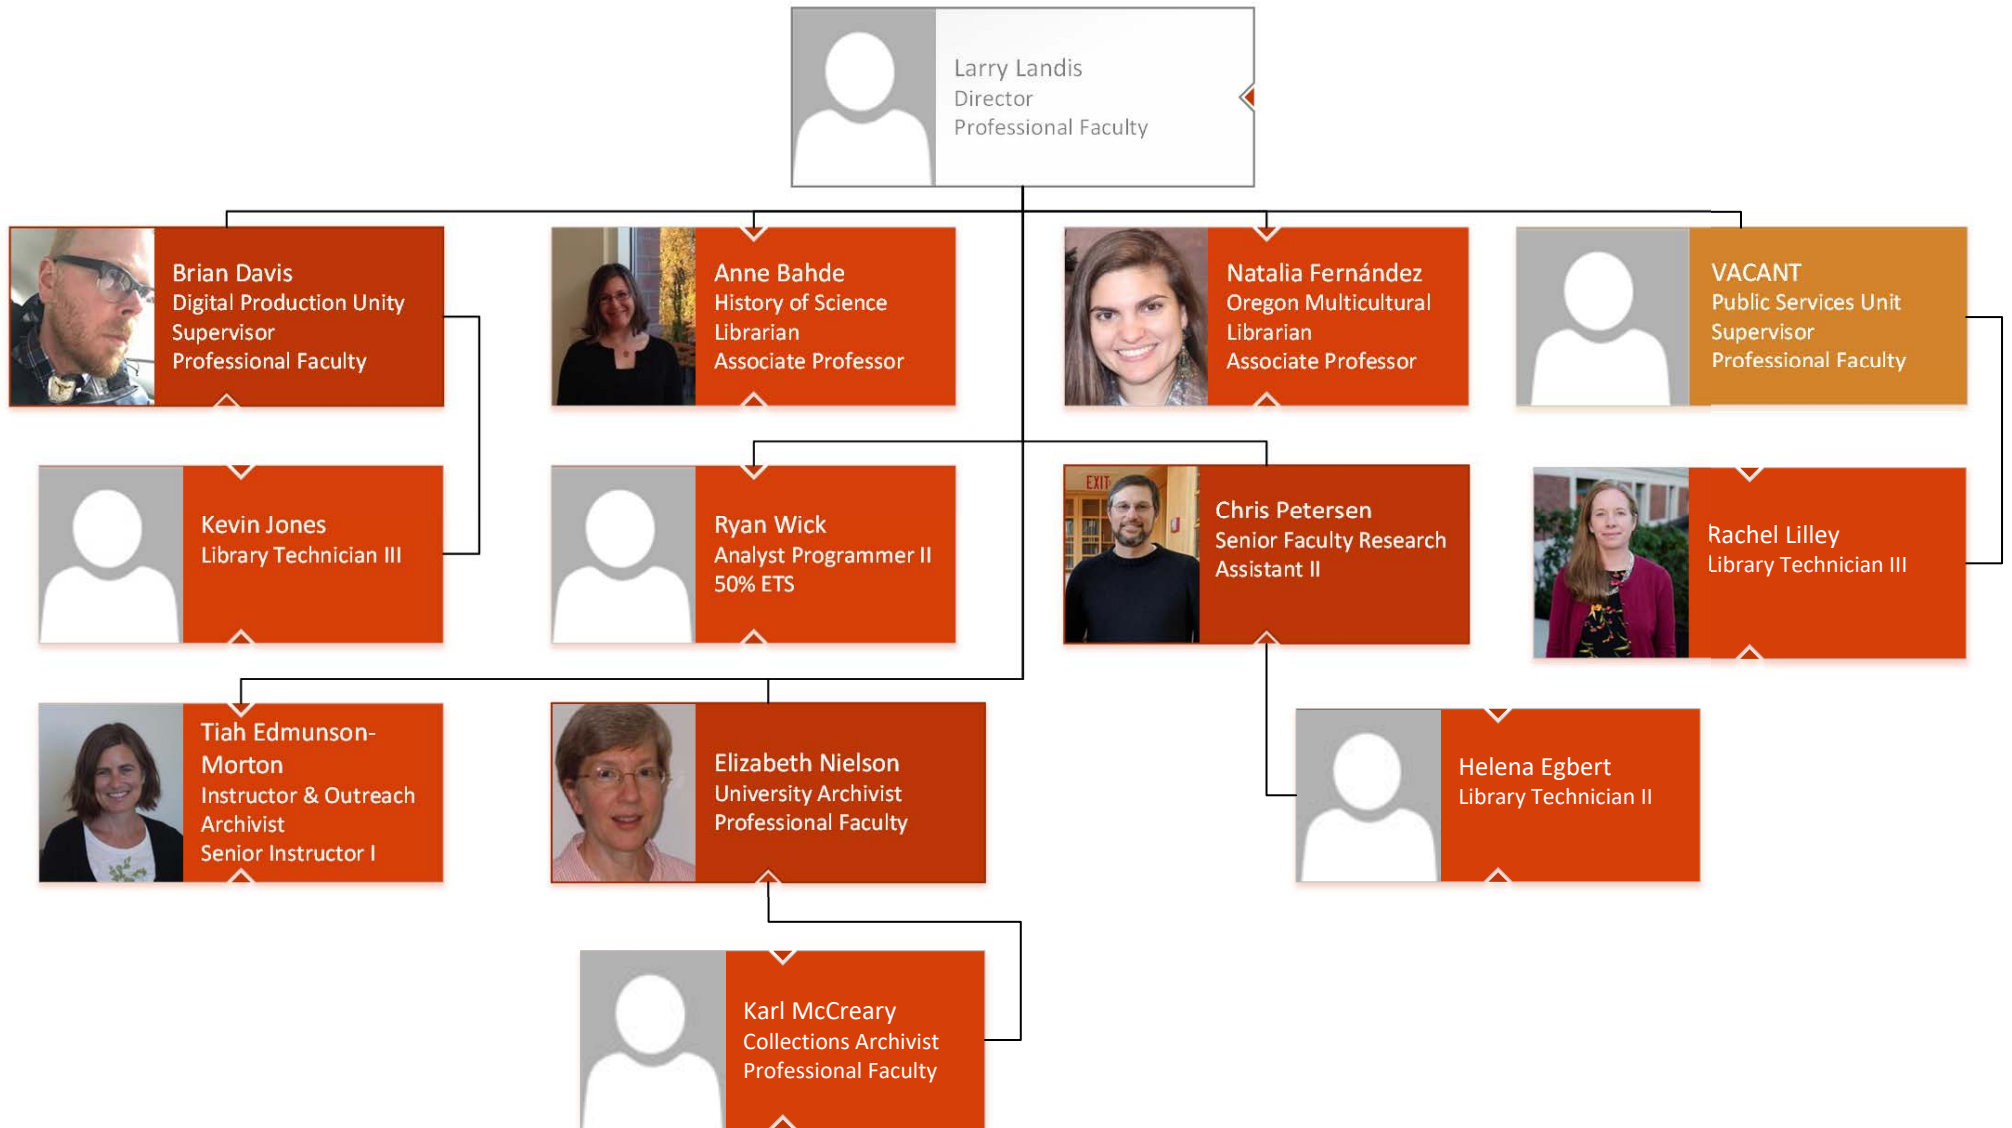 Larry Landis
Director
Professional Faculty
Brian Davis
Digital Production Unity
Supervisor
Professional Faculty
Anne Bahde
History of Science
Librarian
Associate Professor
Natalia Fernández
Oregon Multicultural
Librarian
Associate Professor
VACANT
Public Services Unit
Supervisor
Professional Faculty
Kevin Jones
Library Technician III
Ryan Wick
Analyst Programmer II
50% ETS
EXIT
Chris Petersen
Senior Faculty Research
Assistant II
Rachel Lilley
Library Technician III
Tiah Edmunson-
Morton
Instructor & Outreach
Archivist
Senior Instructor I
Elizabeth Nielson
University Archivist
Professional Faculty
Helena Egbert
Library Technician II
Karl McCreary
Collections Archivist
Professional Faculty